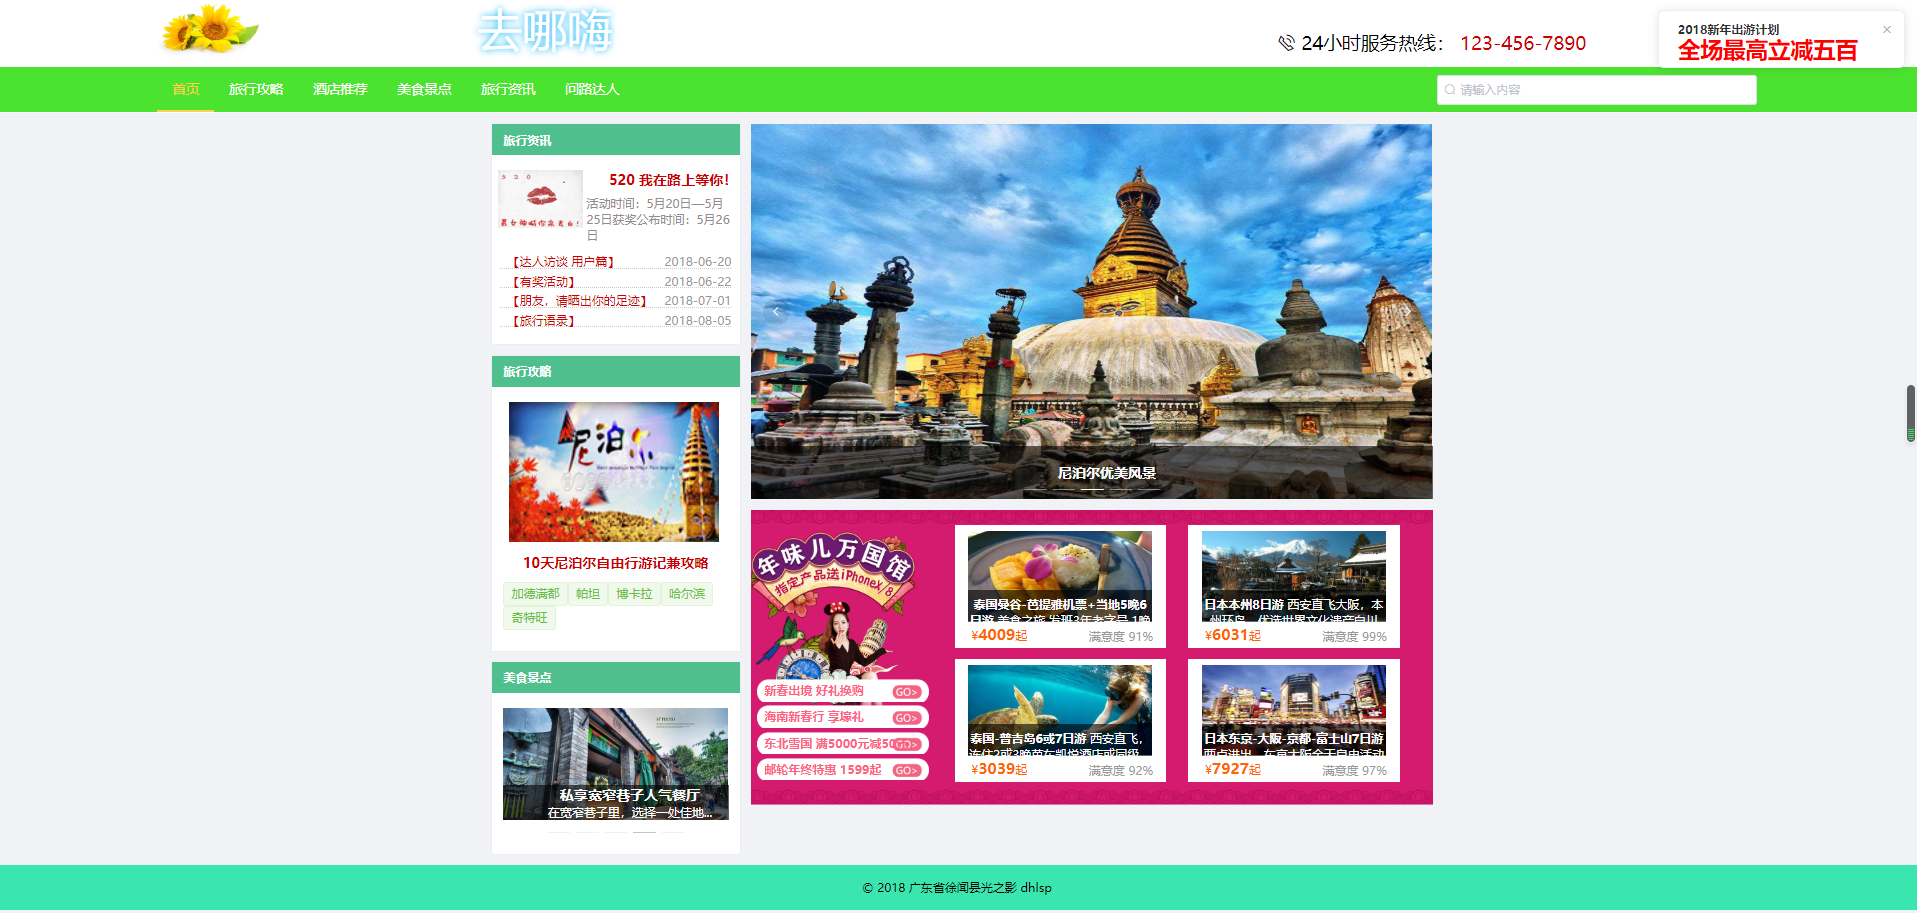 去哪嗨
24小时服务热线： 123-456-7890
2018新年出游计划
全场最高立减五百
首页 旅行攻略 酒店推荐 美食景点 旅行资讯 问路达人
请输入内容
旅行资讯
5 2 0
520 我在路上等你!
活动时间：5月20日—5月
25日获奖公布时间：5月26
日
【达人访谈 用户篇】 2018-06-20
【有奖活动】 2018-06-22
【朋友，请晒出你的足迹】 2018-07-01
【旅行语录】 2018-08-05
旅行攻略
尼泊尔
10天尼泊尔自由行游记兼攻略
加德满都 帕坦 博卡拉 哈尔滨
奇特旺
美食景点
私享宽窄巷子人气餐厅
在宽窄巷子里，选择一处佳地...
尼泊尔优美风景
年味儿万国馆
指定产品送iPhoneX/8
新春出境 好礼换购 GO>
海南新春行 享壕礼 GO>
东北雪国 满5000元减50 GO>
邮轮年终特惠 1599起 GO>
泰国曼谷-芭提雅机票+当地5晚6
日游 美食之旅 发班3年老字号 1晚
¥4009起 满意度 91%
日本本州8日游 西安直飞大阪，本
州环岛，优选世界文化遗产白川
¥6031起 满意度 99%
泰国-普吉岛6或7日游 西安直飞，
连住2或3晚芭东凯悦酒店或同级
¥3039起 满意度 92%
日本东京-大阪-京都-富士山7日游
两点进出，东京大阪全天自由活动
¥7927起 满意度 97%
© 2018 广东省徐闻县光之影 dhlsp